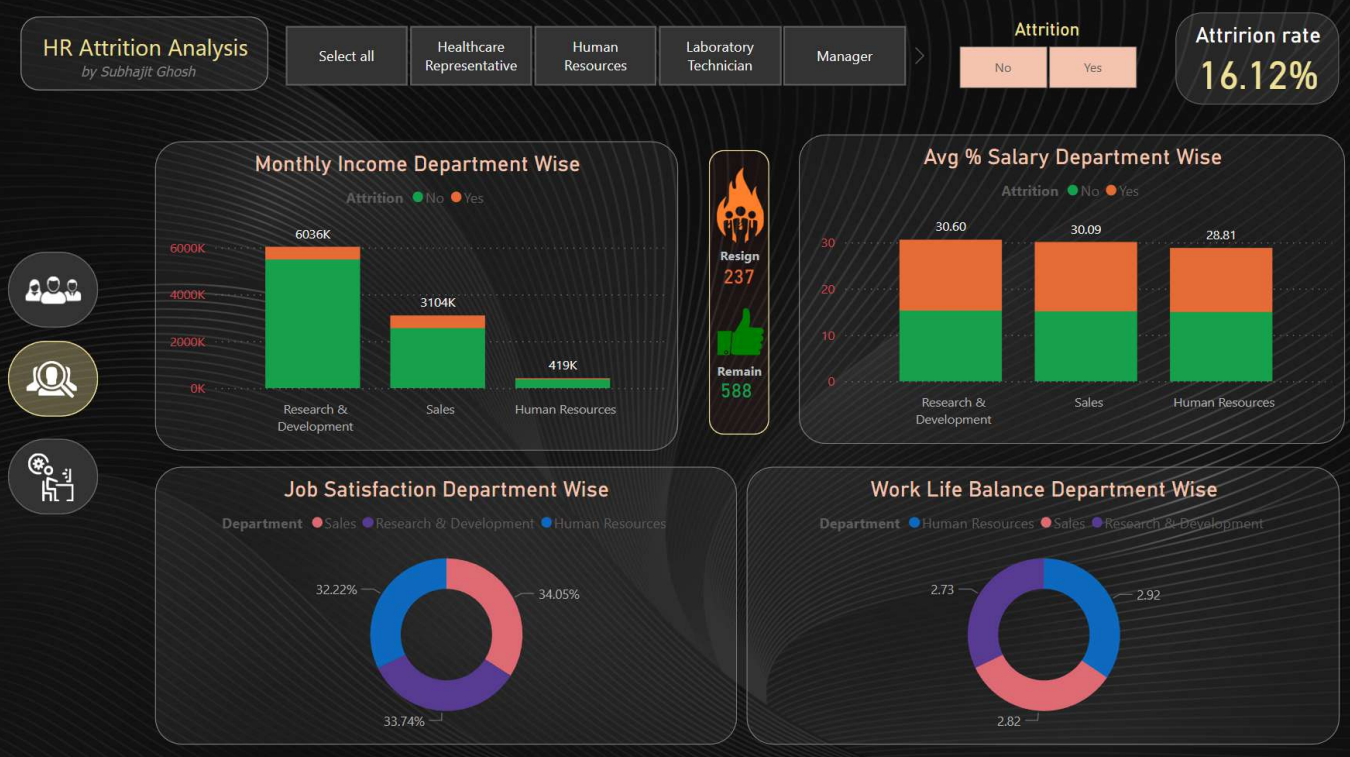 HR Attrition Analysis
by Subhajit Ghosh
Select all
Healthcare
Representative
Human
Resources
Laboratory
Technician
Manager
Attrition
No
Yes
Attririon rate
16.12%
Monthly Income Department Wise
Attrition No Yes
6000K
4000K
2000K
0K
6036K
3104K
419K
Research &
Development
Sales
Human Resources
Resign
237
Remain
588
Avg % Salary Department Wise
Attrition No Yes
30
20
10
0
30.60
30.09
28.81
Research &
Development
Sales
Human Resources
Job Satisfaction Department Wise
Department Sales Research & Development Human Resources
32.22%
34.05%
33.74%
Work Life Balance Department Wise
Department Human Resources Sales Research & Development
2.73
2.92
2.82